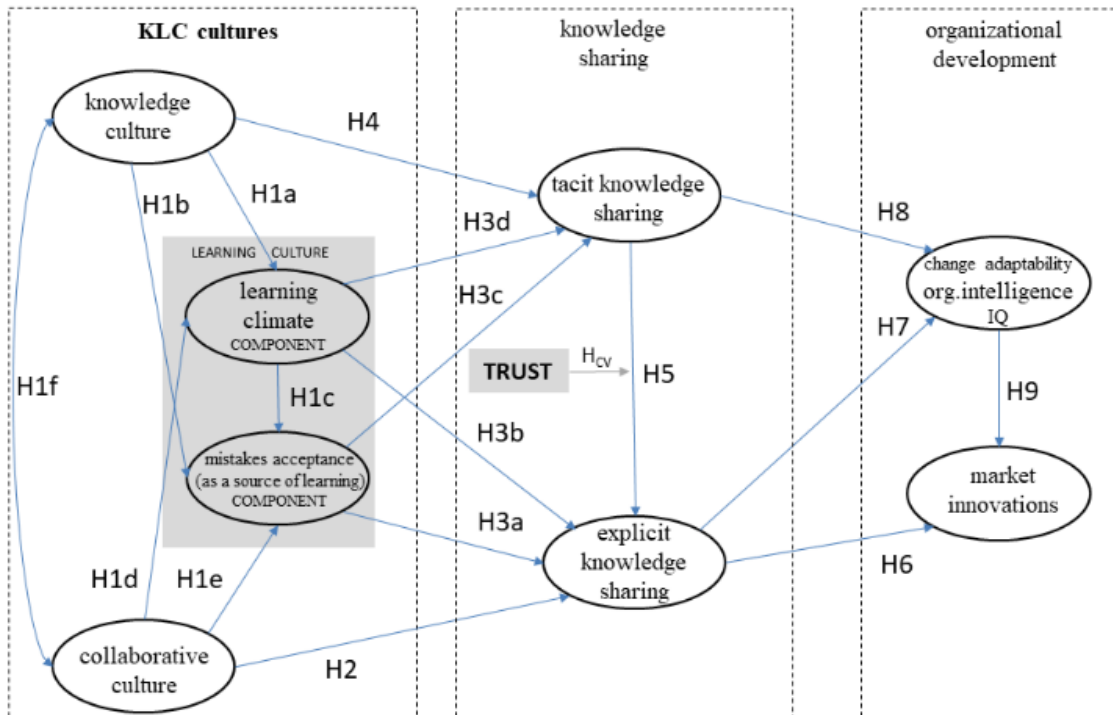 KLC cultures
knowledge
culture
H4
H1a
H1b
LEARNING CULTURE
learning
climate
COMPONENT
H1c
mistakes acceptance
(as a source of learning)
COMPONENT
H1f
H1d
H1e
collaborative
culture
H2
knowledge
sharing
tacit knowledge
sharing
H3d
H3c
TRUST
HCV
H5
H3b
H3a
explicit
knowledge
sharing
organizational
development
H8
change adaptability
org.intelligence
IQ
H7
H9
market
innovations
H6